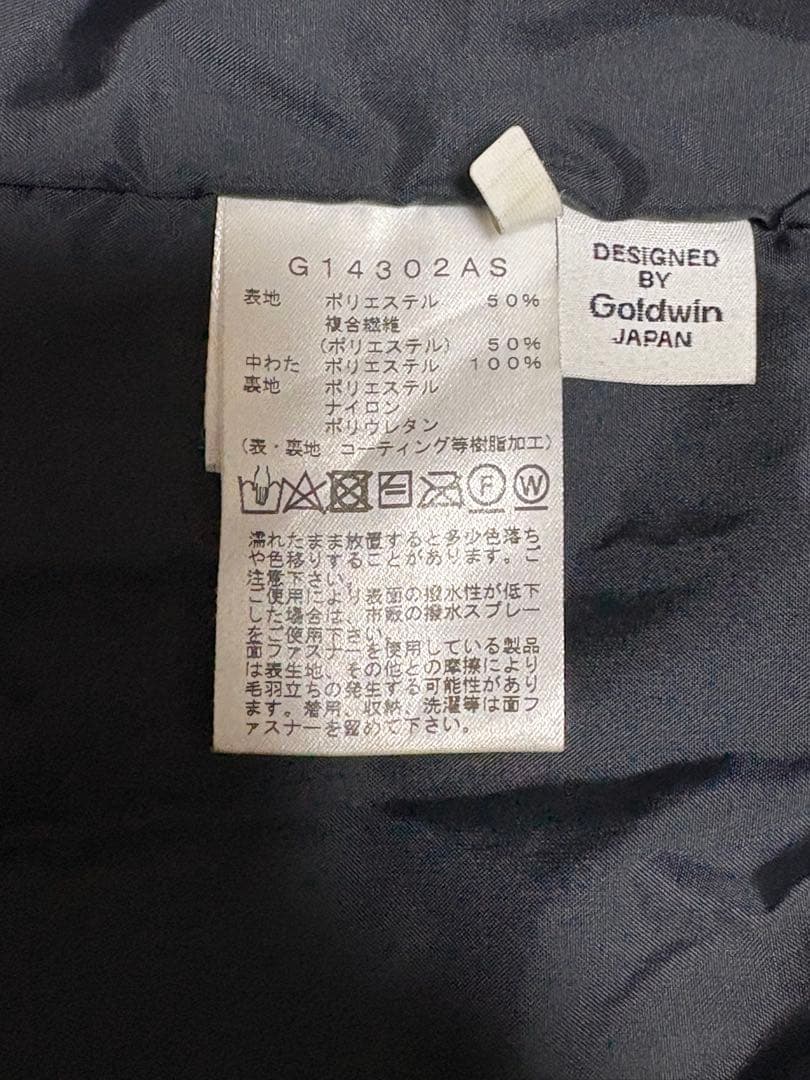 G14302AS
表地 ポリエステル 50%
複合繊維
(ポリエステル) 50%
中わた ポリエステル 100%
裏地 ポリエステル
ナイロン
ポリウレタン
(表・裏地 コーティング等樹脂加工)
F W
濡れたまま放置すると多少色落ち
や色移りすることがあります。ご
注意下さい。
ご使用により表面の撥水性が低下
した場合は、市販の撥水スプレー
をご使用下さい。
面ファスナーを使用している製品
は表生地、その他との摩擦により
毛羽立ちの発生する可能性があり
ます。着用、収納、洗濯等は面フ
ァスナーを留めて下さい。
DESIGNED
BY
Goldwin
JAPAN